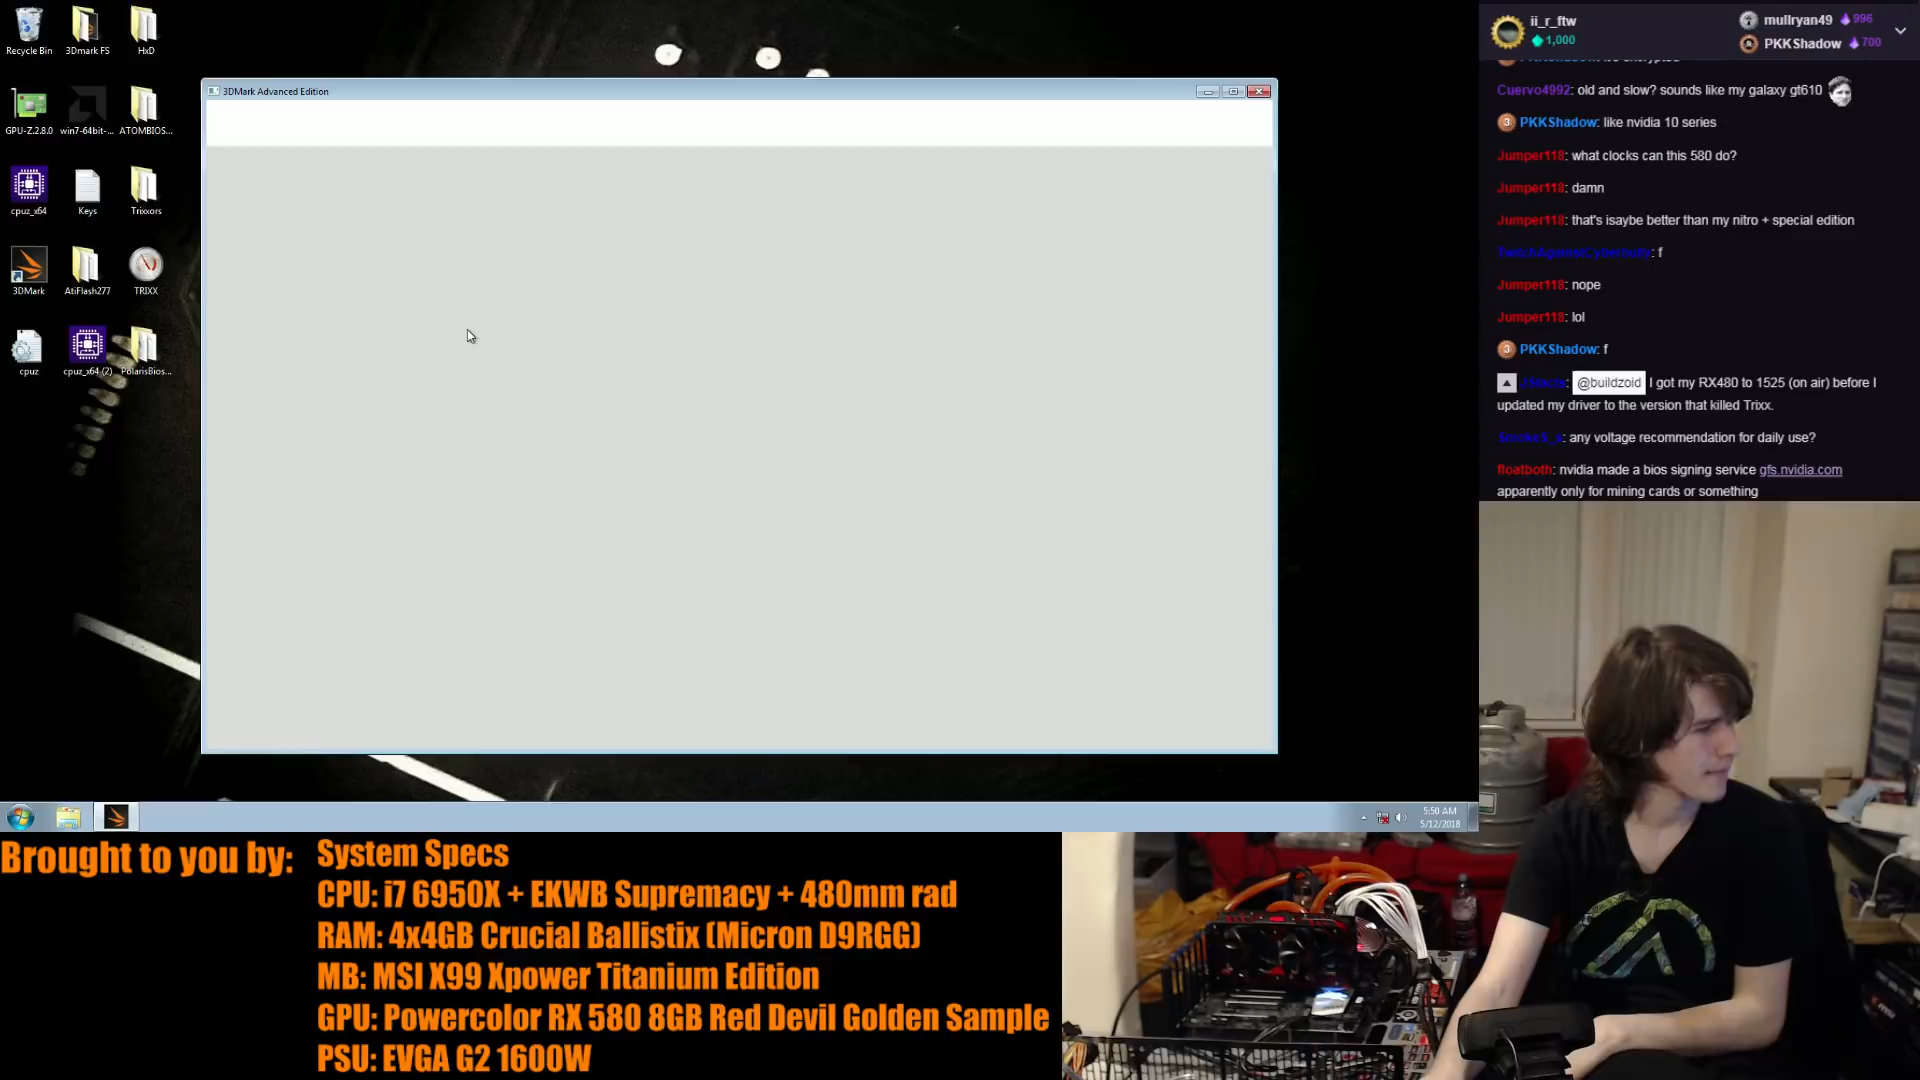 Recycle Bin
3Dmark FS
HxD
GPU-Z.2.8.0
win7-64bit-...
ATOMBIOS...
cpuz_x64
Keys
Trixxors
3DMark
AtiFlash277
TRIXX
cpuz
cpuz_x64 (2)
PolarisBios...
3DMark Advanced Edition
5:50 AM
5/12/2018
ii_r_ftw
1,000
mullryan49 996
PKKShadow 700
Cuervo4992: old and slow? sounds like my galaxy gt610
3 PKKShadow: like nvidia 10 series
Jumper118: what clocks can this 580 do?
Jumper118: damn
Jumper118: that's isaybe better than my nitro + special edition
: f
Jumper118: nope
Jumper118: lol
3 PKKShadow: f
: @buildzoid I got my RX480 to 1525 (on air) before I
updated my driver to the version that killed Trixx.
: any voltage recommendation for daily use?
floatboth: nvidia made a bios signing service gfs.nvidia.com
apparently only for mining cards or something
Brought to you by:
System Specs
CPU: i7 6950X + EKWB Supremacy + 480mm rad
RAM: 4x4GB Crucial Ballistix (Micron D9RGG)
MB: MSI X99 Xpower Titanium Edition
GPU: Powercolor RX 580 8GB Red Devil Golden Sample
PSU: EVGA G2 1600W